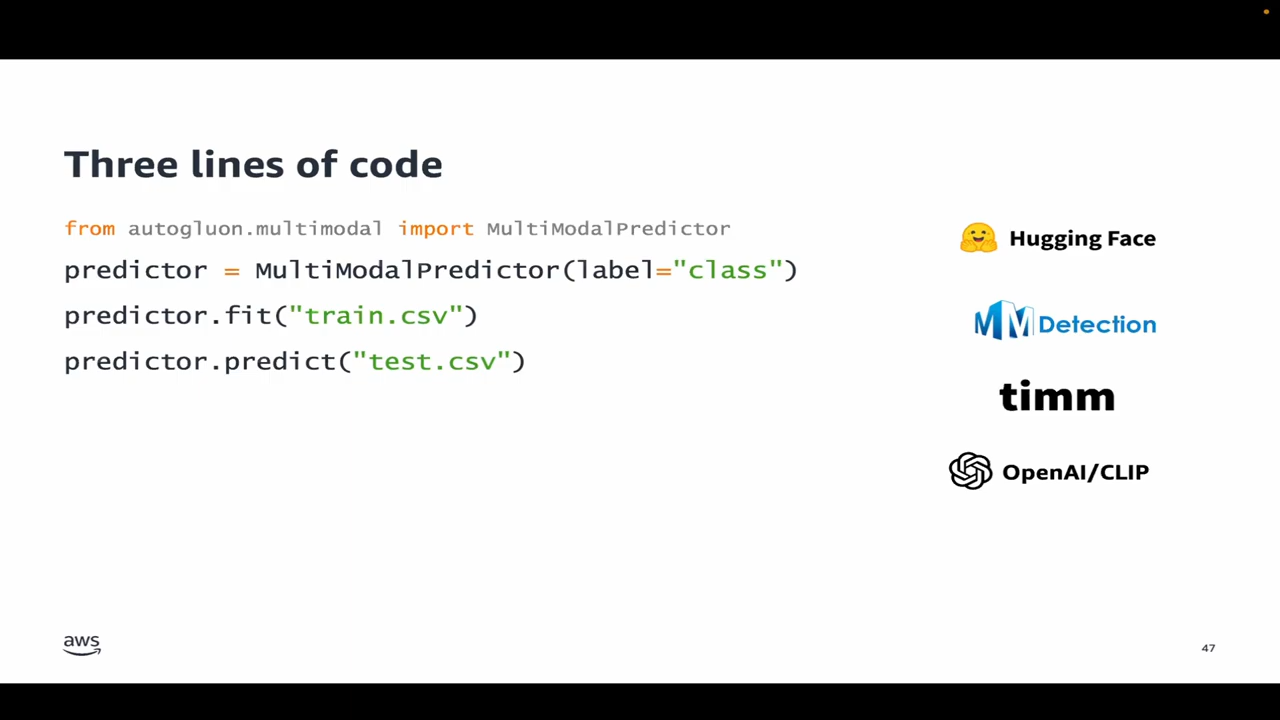 Three lines of code
from autogluon.multimodal import MultiModalPredictor
predictor = MultiModalPredictor(label="class")
predictor.fit("train.csv")
predictor.predict("test.csv")
Hugging Face
MMDetection
timm
OpenAI/CLIP
aws
47